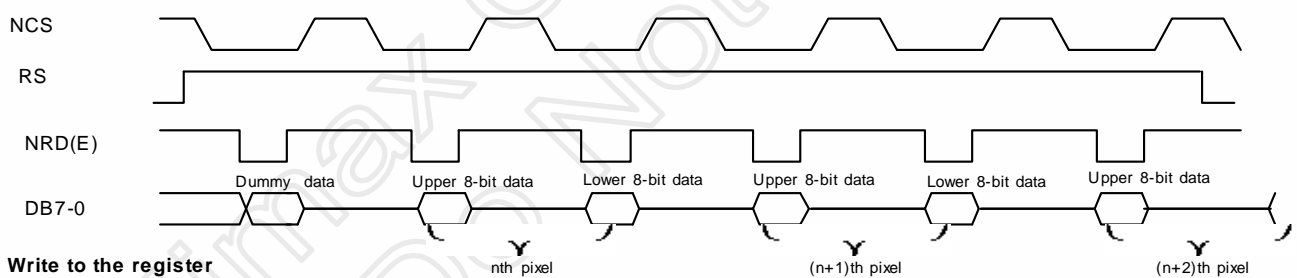 NCS
RS
NRD(E)
Dummy data Upper 8-bit data Lower 8-bit data Upper 8-bit data Lower 8-bit data Upper 8-bit data
DB7-0
Write to the register nth pixel (n+1)th pixel (n+2)th pixel